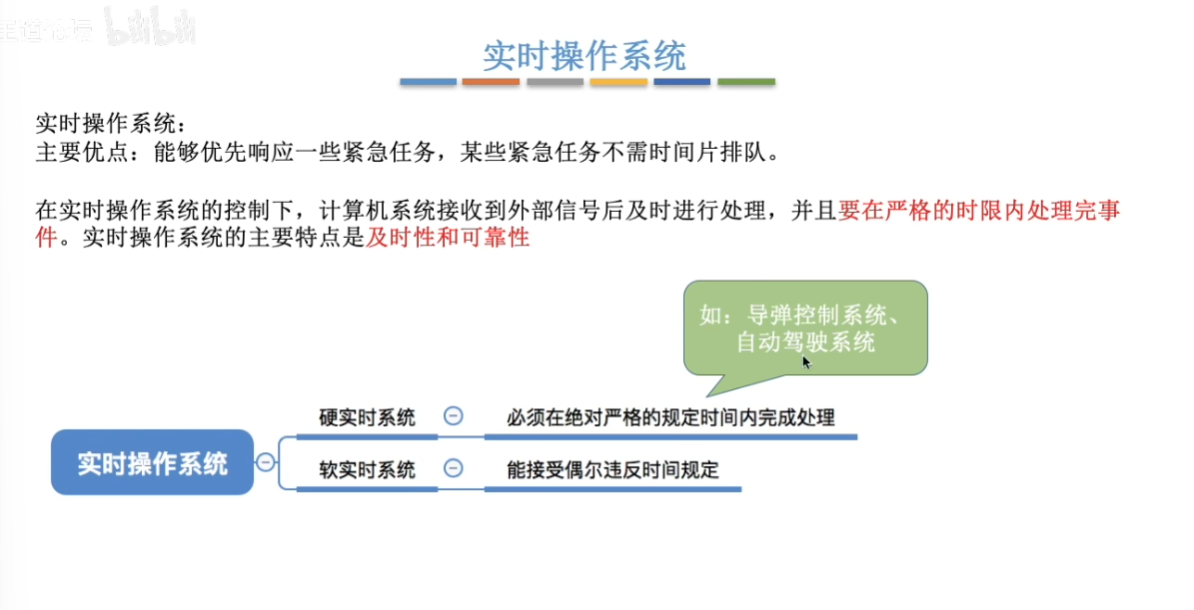 王道论坛 bilibili
实时操作系统
实时操作系统：
主要优点：能够优先响应一些紧急任务，某些紧急任务不需时间片排队。
在实时操作系统的控制下，计算机系统接收到外部信号后及时进行处理，并且要在严格的时限内处理完事
件。实时操作系统的主要特点是及时性和可靠性
如：导弹控制系统、
自动驾驶系统
硬实时系统
必须在绝对严格的规定时间内完成处理
实时操作系统
软实时系统
能接受偶尔违反时间规定